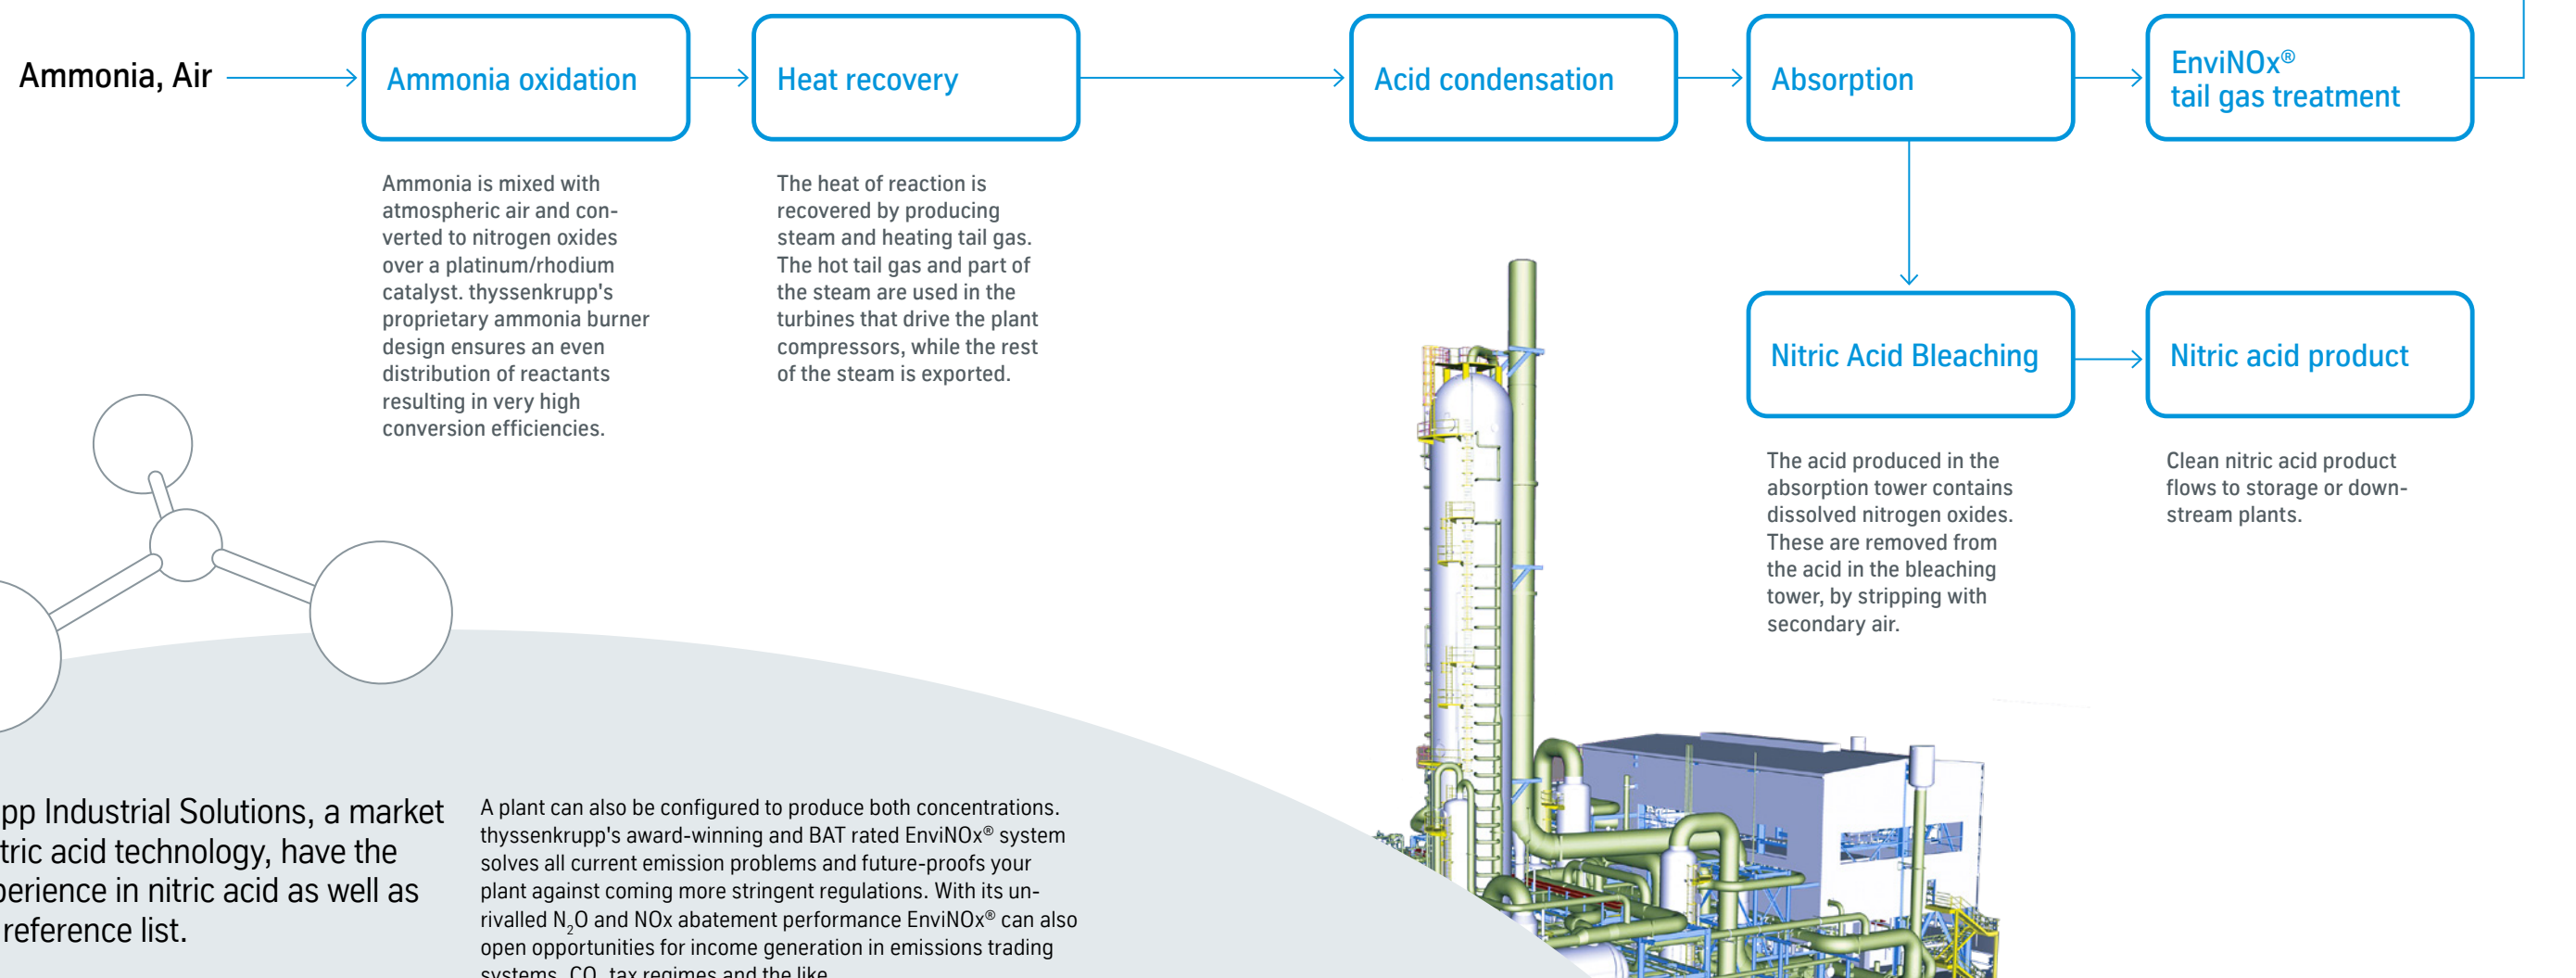 Ammonia, Air
Ammonia oxidation
Heat recovery
Acid condensation
Absorption
EnviNOx®
tail gas treatment
Ammonia is mixed with
atmospheric air and con-
verted to nitrogen oxides
over a platinum/rhodium
catalyst. thyssenkrupp's
proprietary ammonia burner
design ensures an even
distribution of reactants
resulting in very high
conversion efficiencies.
The heat of reaction is
recovered by producing
steam and heating tail gas.
The hot tail gas and part of
the steam are used in the
turbines that drive the plant
compressors, while the rest
of the steam is exported.
Nitric Acid Bleaching
Nitric acid product
The acid produced in the
absorption tower contains
dissolved nitrogen oxides.
These are removed from
the acid in the bleaching
tower, by stripping with
secondary air.
Clean nitric acid product
flows to storage or down-
stream plants.
pp Industrial Solutions, a market
tric acid technology, have the
perience in nitric acid as well as
reference list.
A plant can also be configured to produce both concentrations.
thyssenkrupp's award-winning and BAT rated EnviNOx® system
solves all current emission problems and future-proofs your
plant against coming more stringent regulations. With its un-
rivalled N₂O and NOx abatement performance EnviNOx® can also
open opportunities for income generation in emissions trading
systems, CO₂ tax regimes and the like.